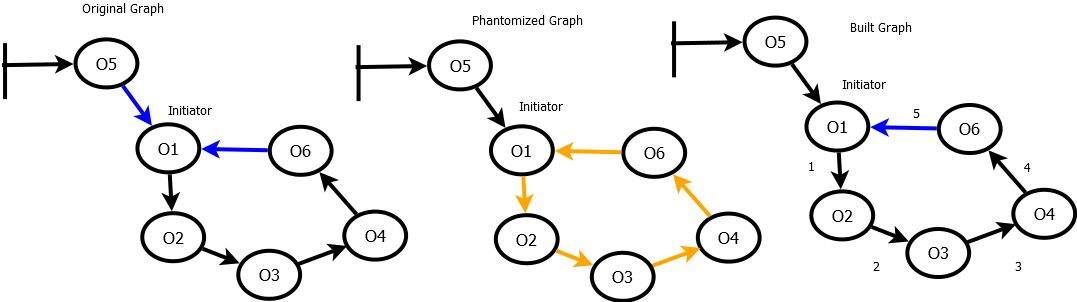 Original Graph
O5
Initiator
O1
O6
O2
O4
O3
Phantomized Graph
O5
Initiator
O1
O6
O2
O4
O3
Built Graph
O5
Initiator
O1
5
O6
1
4
O2
O4
2
O3
3